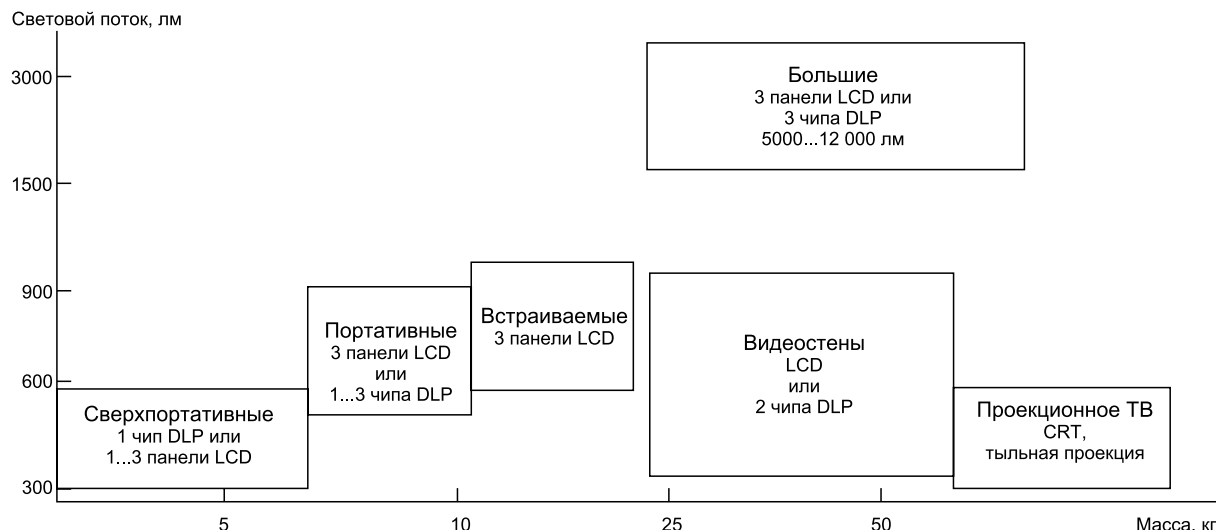 Световой поток, лм
3000
Большие
3 панели LCD или
3 чипа DLP
5000...12 000 лм
1500
900
Встраиваемые
3 панели LCD
Портативные
3 панели LCD
или
1...3 чипа DLP
Видеостены
LCD
или
2 чипа DLP
600
Сверхпортативные
1 чип DLP или
1...3 панели LCD
Проекционное ТВ
CRT,
тыльная проекция
300
5
10
25
50
Масса, кг